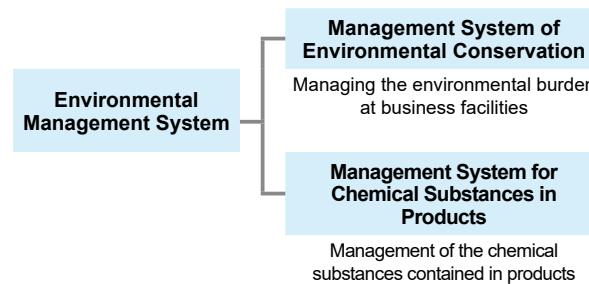 Management System of
Environmental Conservation
Managing the environmental burden
at business facilities
Environmental
Management System
Management System for
Chemical Substances in
Products
Management of the chemical
substances contained in products